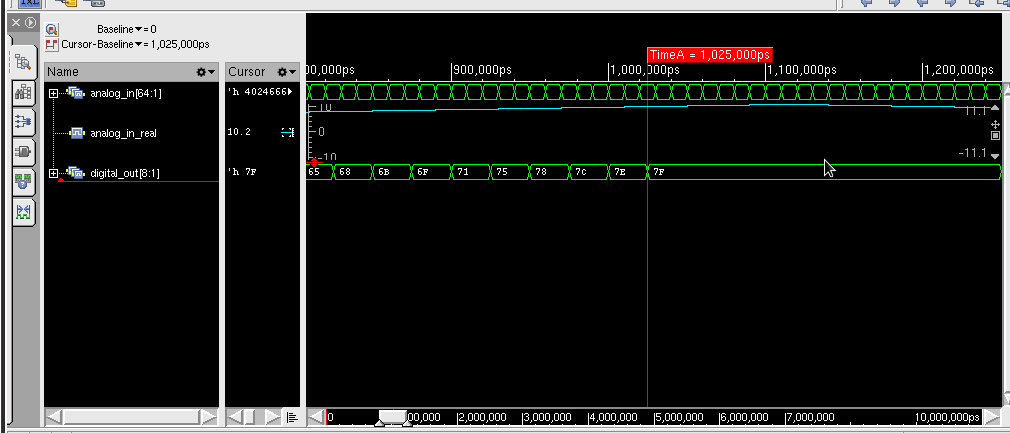 Baseline▼=0
Cursor-Baseline▼=1,025,000ps
TimeA = 1,025,000ps
Name
Cursor
00,000ps |900,000ps |1,000,000ps |1,100,000ps |1,200,000ps
analog_in[64:1]
'h 4024666▶
analog_in_real
10.2
10
0
-10
11.1
-11.1
digital_out[8:1]
'h 7F
65 68 6B 6F 71 75 78 7C 7E 7F
0 00,000 |2,000,000 |3,000,000 |4,000,000 |5,000,000 |6,000,000 |7,000,000 10,000,000ps